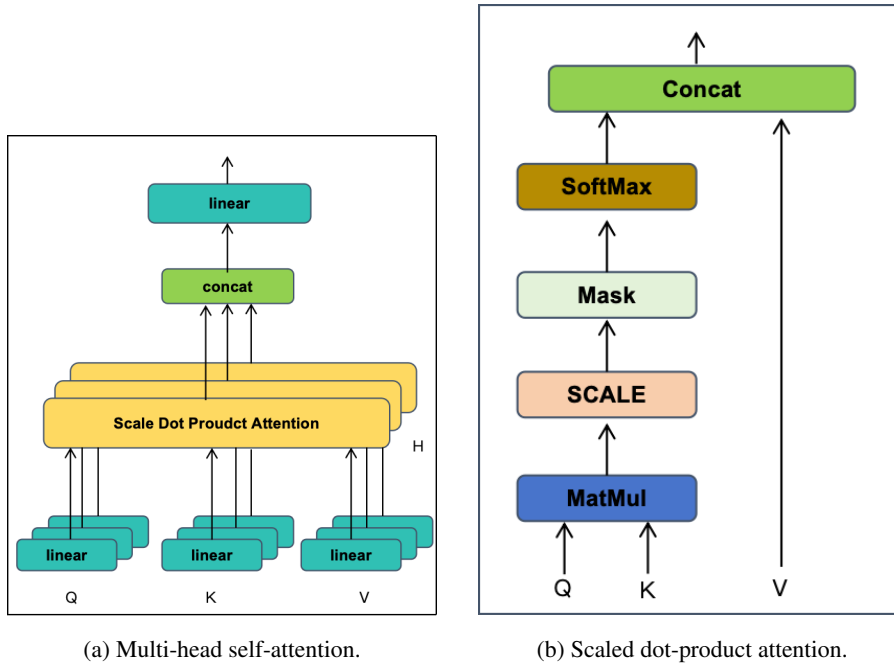 linear
concat
Scale Dot Proudct Attention
H
linear linear linear
Q K V
(a) Multi-head self-attention.
Concat
SoftMax
Mask
SCALE
MatMul
Q K V
(b) Scaled dot-product attention.